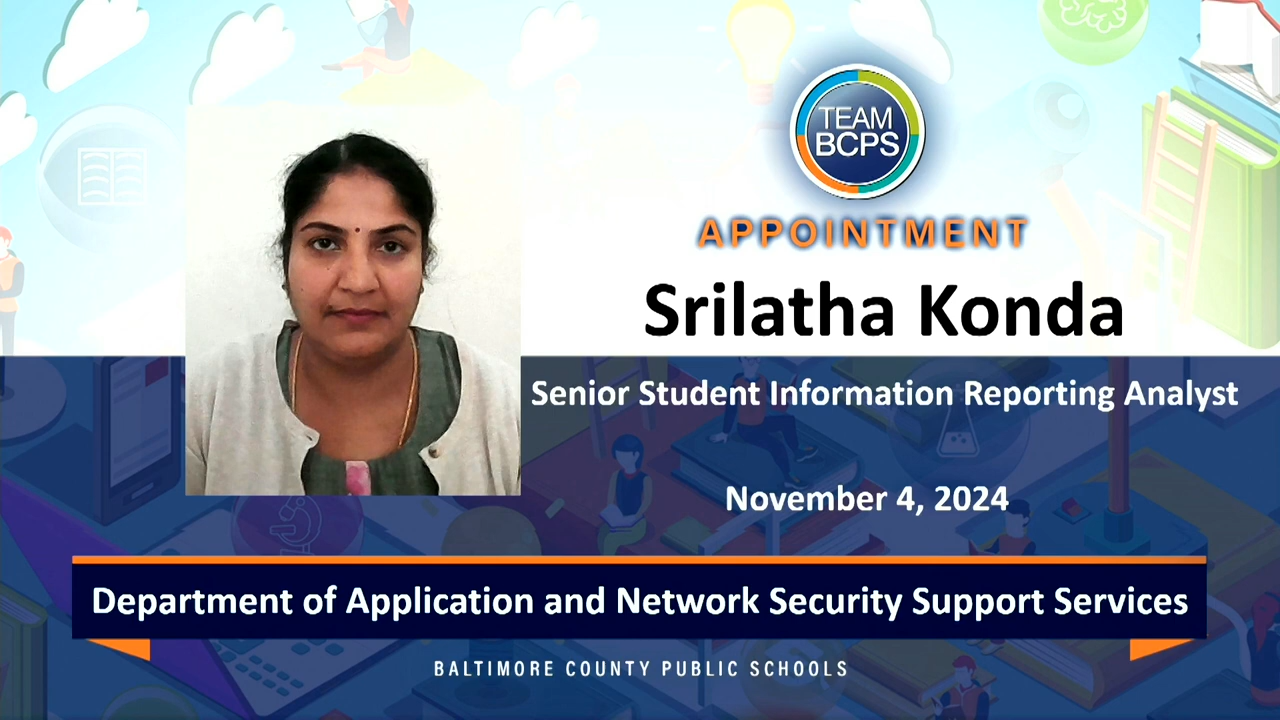 TEAM
BCPS
APPOINTMENT
Srilatha Konda
Senior Student Information Reporting Analyst
November 4, 2024
Department of Application and Network Security Support Services
BALTIMORE COUNTY PUBLIC SCHOOLS